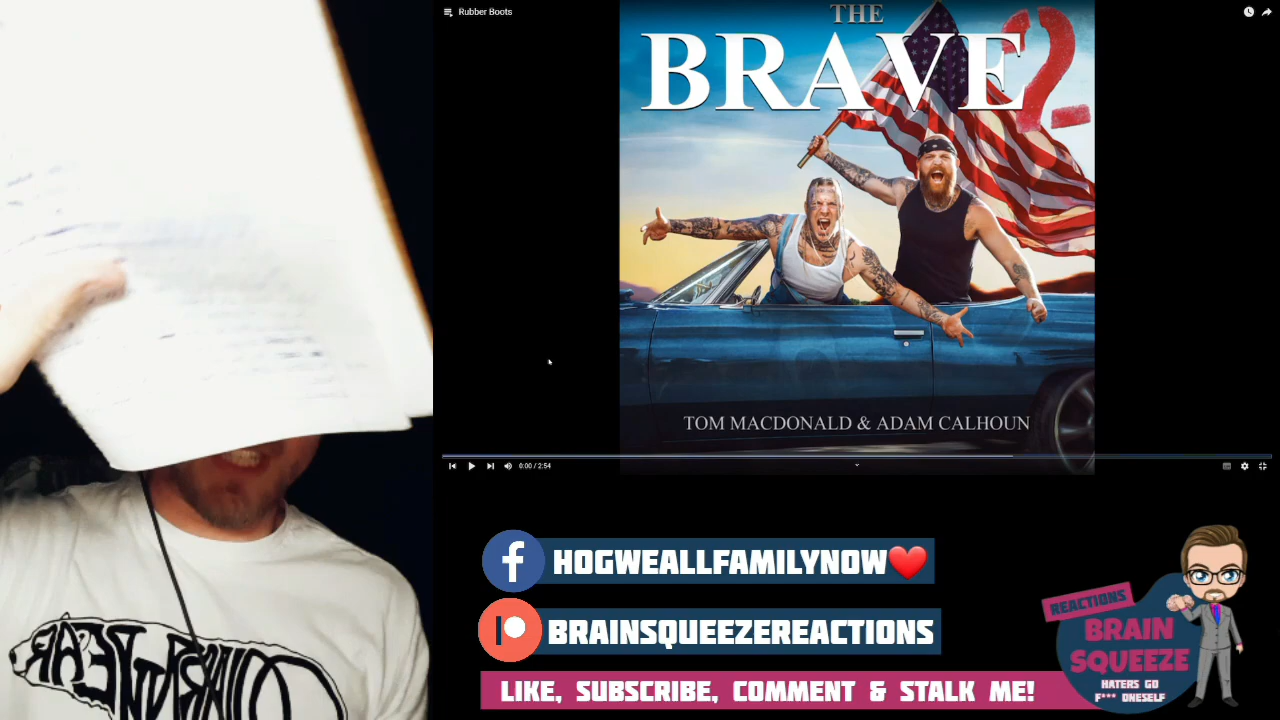 Rubber Boots
THE
BRAVE 2
TOM MACDONALD & ADAM CALHOUN
0:00 / 2:54
HOGWEALLFAMILYNOW❤️
BRAINSQUEEZEREACTIONS
LIKE, SUBSCRIBE, COMMENT & STALK ME!
REACTIONS
BRAIN
SQUEEZE
HATERS GO
F*** ONESELF